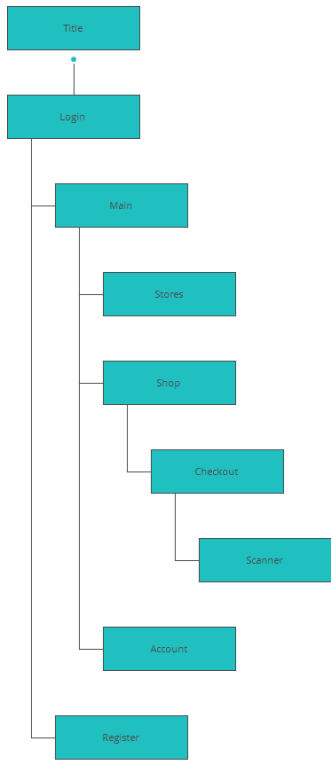 Title
Login
Main
Stores
Shop
Checkout
Scanner
Account
Register